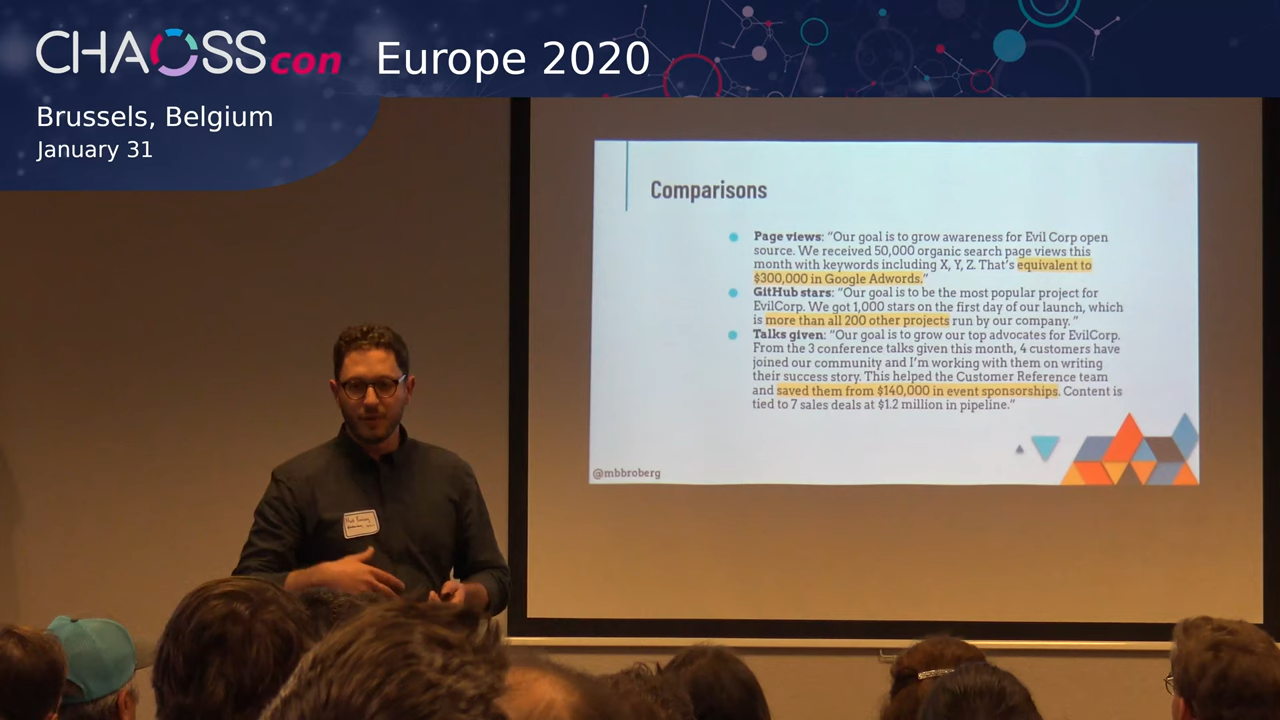 CHAOSScon Europe 2020
Brussels, Belgium
January 31
Comparisons
Page views: “Our goal is to grow awareness for Evil Corp open
source. We received 50,000 organic search page views this
month with keywords including X, Y, Z. That’s equivalent to
$300,000 in Google Adwords.”
GitHub stars: “Our goal is to be the most popular project for
EvilCorp. We got 1,000 stars on the first day of our launch, which
is more than all 200 other projects run by our company.”
Talks given: “Our goal is to grow our top advocates for EvilCorp.
From the 3 conference talks given this month, 4 customers have
joined our community and I’m working with them on writing
their success story. This helped the Customer Reference team
and saved them from $140,000 in event sponsorships. Content is
tied to 7 sales deals at $1.2 million in pipeline.”
@mbbroberg